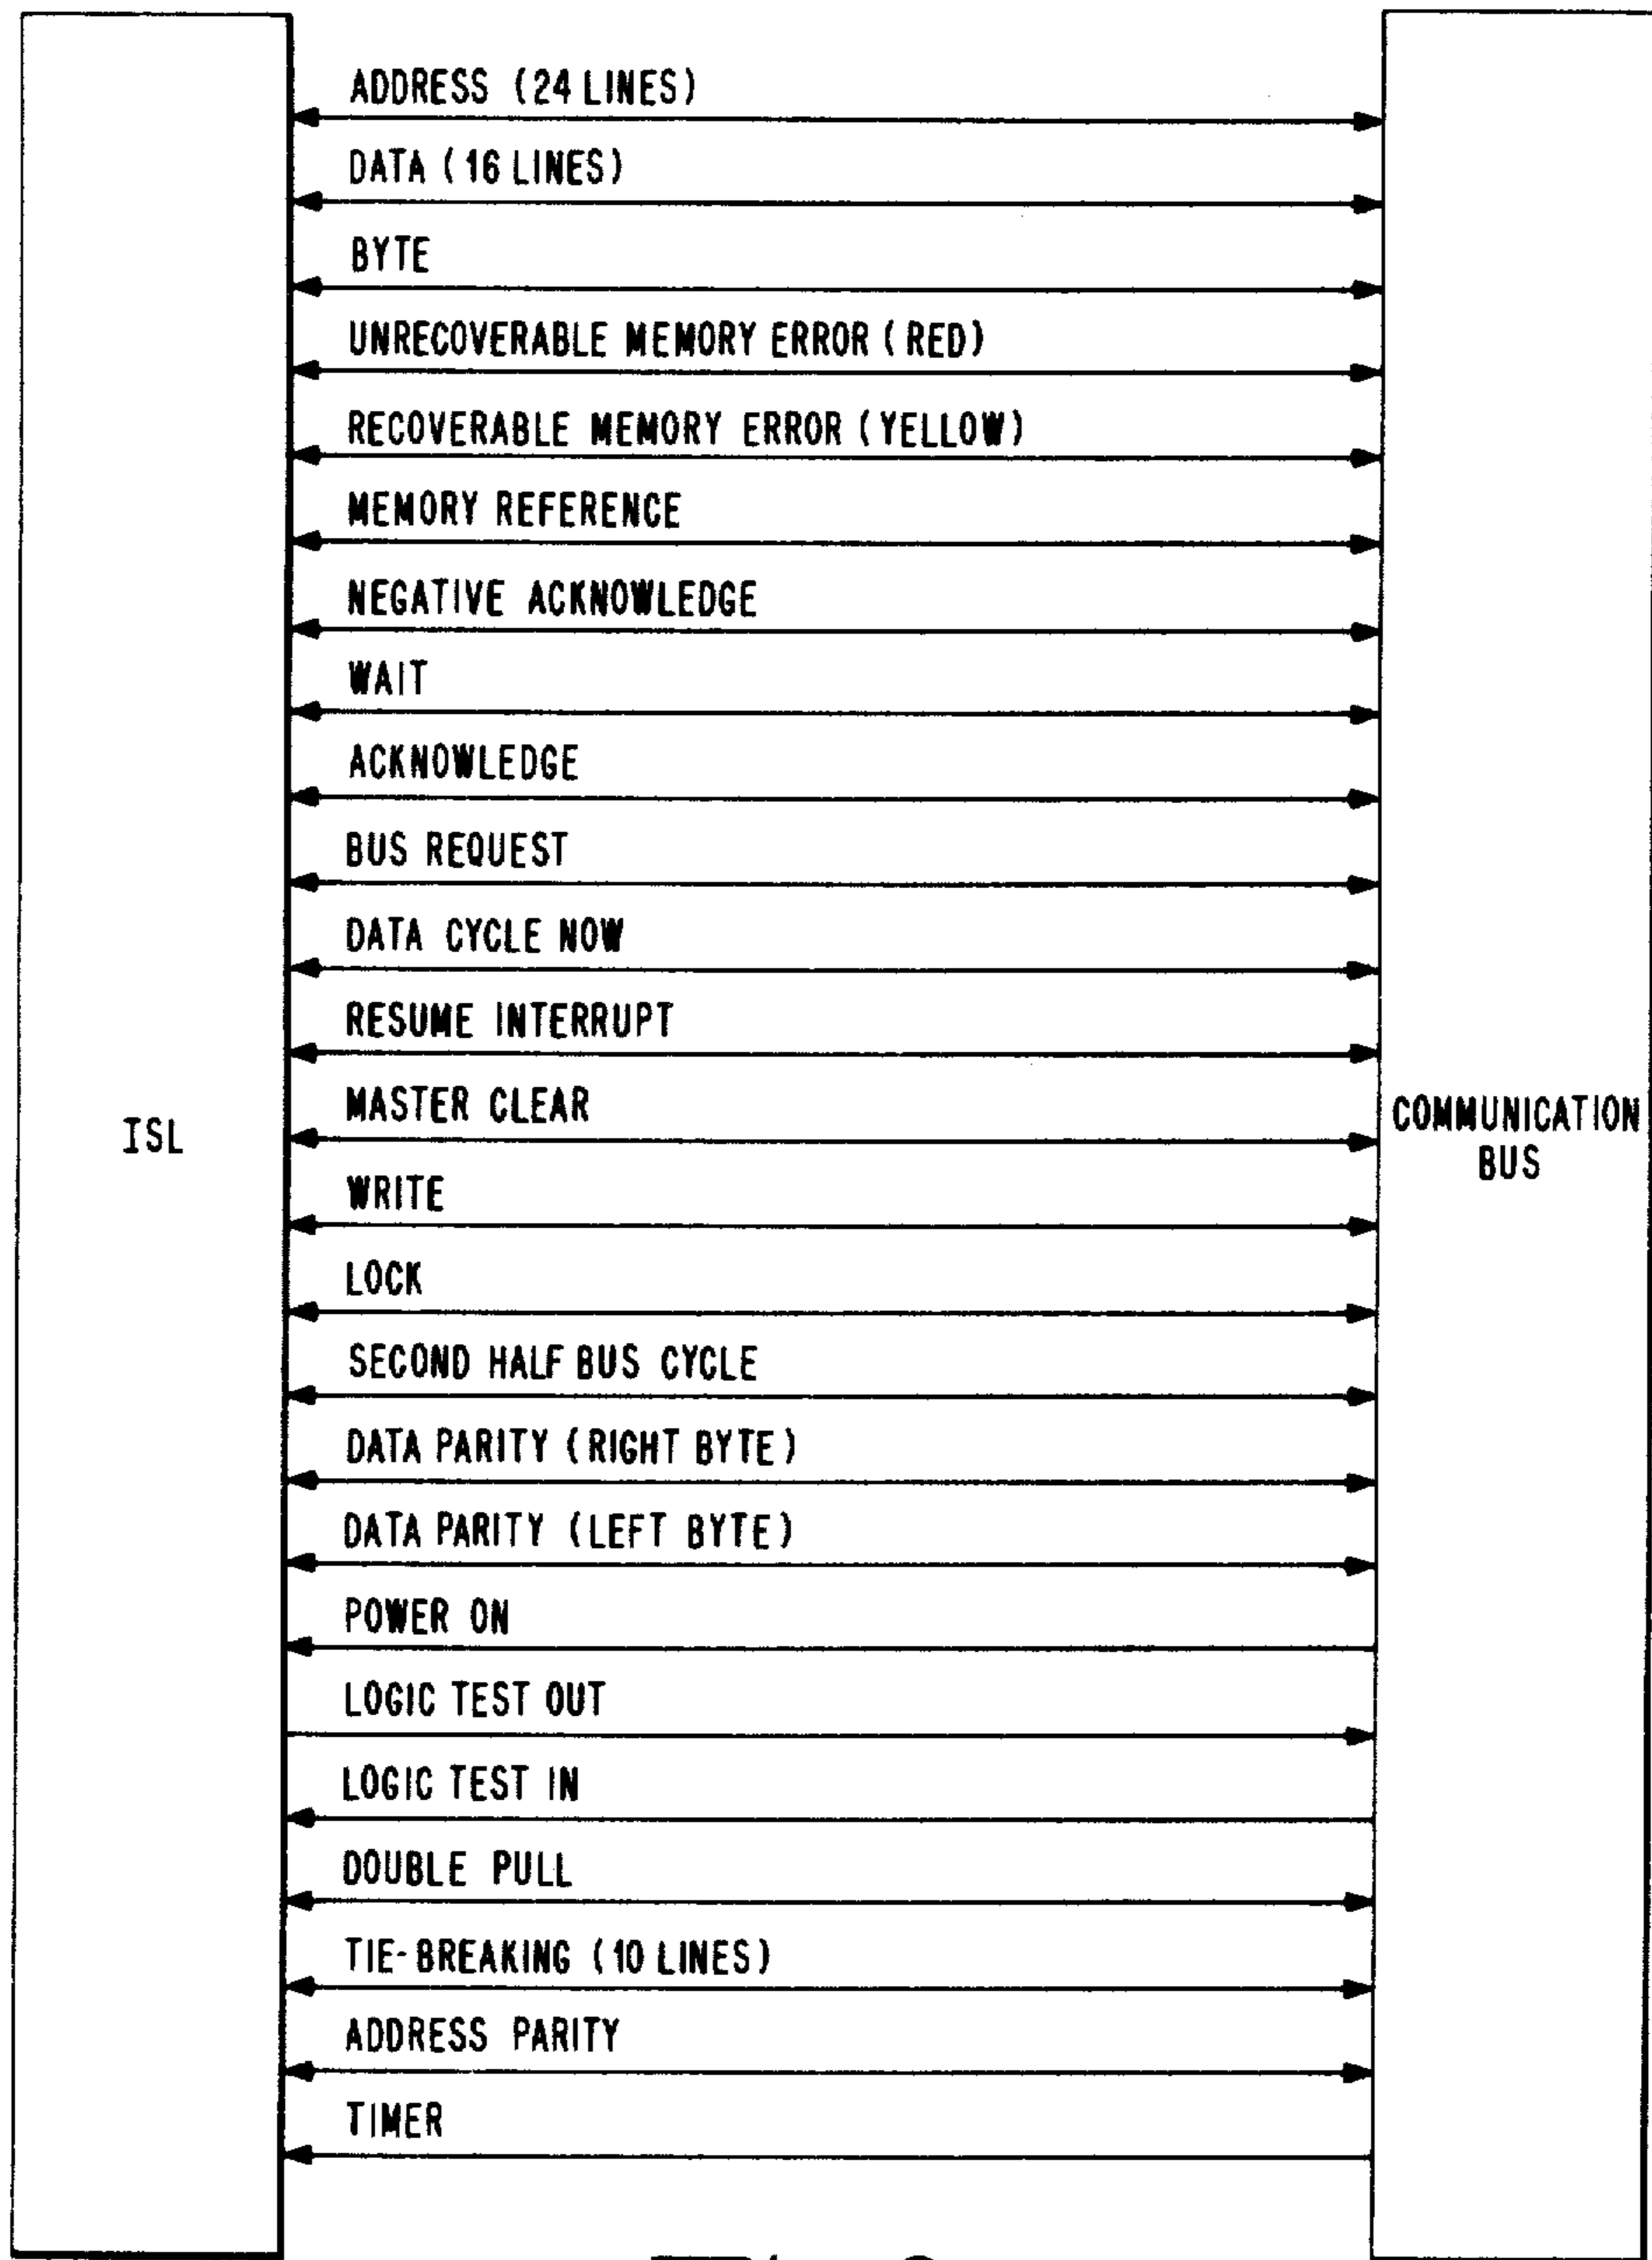 ADDRESS (24 LINES)
DATA (16 LINES)
BYTE
UNRECOVERABLE MEMORY ERROR (RED)
RECOVERABLE MEMORY ERROR (YELLOW)
MEMORY REFERENCE
NEGATIVE ACKNOWLEDGE
WAIT
ACKNOWLEDGE
BUS REQUEST
DATA CYCLE NOW
RESUME INTERRUPT
MASTER CLEAR
ISL
COMMUNICATION
BUS
WRITE
LOCK
SECOND HALF BUS CYCLE
DATA PARITY (RIGHT BYTE)
DATA PARITY (LEFT BYTE)
POWER ON
LOGIC TEST OUT
LOGIC TEST IN
DOUBLE PULL
TIE-BREAKING (10 LINES)
ADDRESS PARITY
TIMER